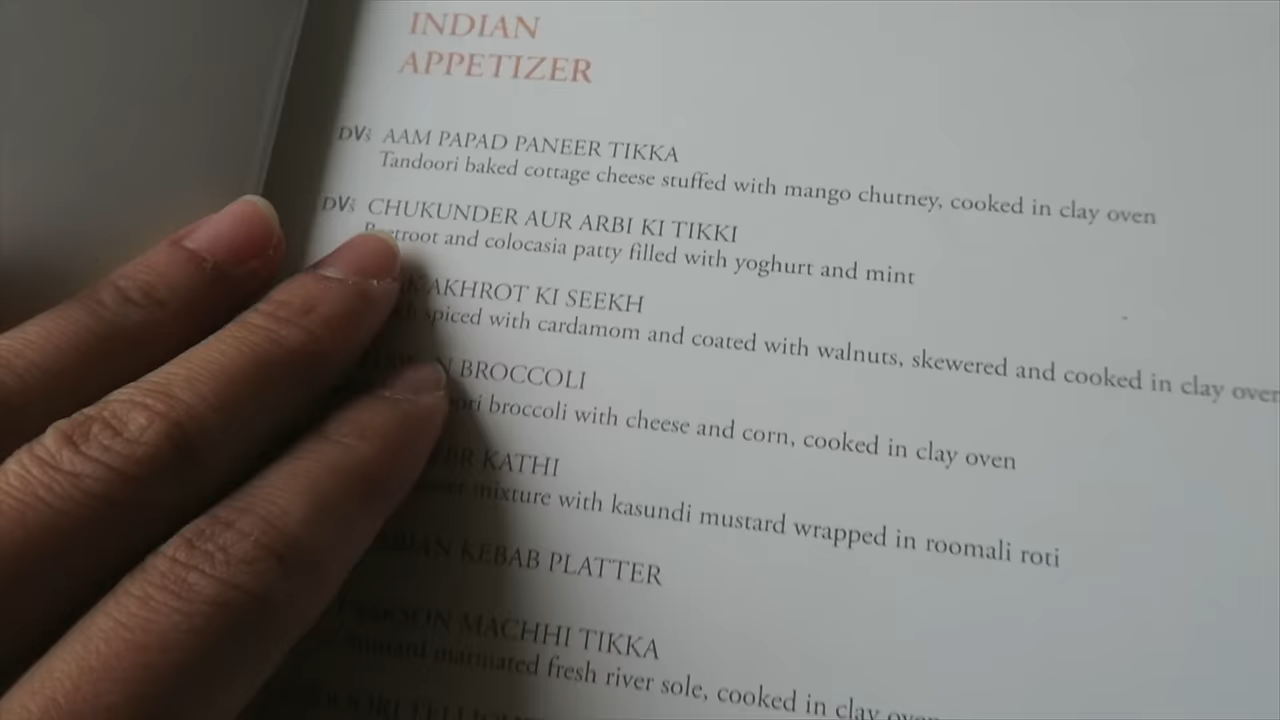 INDIAN
APPETIZER
DV AAM PAPAD PANEER TIKKA
Tandoori baked cottage cheese stuffed with mango chutney, cooked in clay oven
DV CHUKUNDER AUR ARBI KI TIKKI
and colocasia patty filled with yoghurt and mint
AKHROT KI SEEKH
spiced with cardamom and coated with walnuts, skewered and cooked in clay oven
BROCCOLI
broccoli with cheese and corn, cooked in clay oven
KATHI
mixture with kasundi mustard wrapped in roomali roti
KEBAB PLATTER
MACHHI TIKKA
marinated fresh river sole, cooked in clay oven